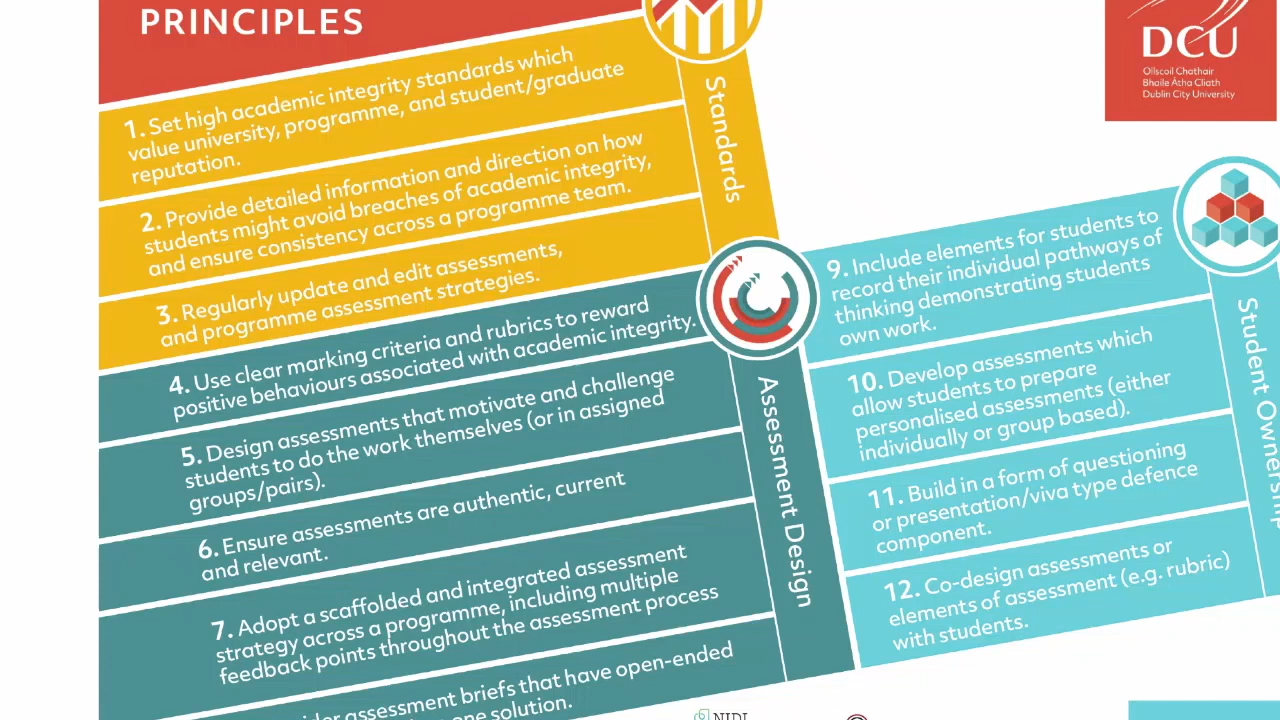 PRINCIPLES
1. Set high academic integrity standards which
value university, programme, and student/graduate
reputation.
2. Provide detailed information and direction on how
students might avoid breaches of academic integrity,
and ensure consistency across a programme team.
3. Regularly update and edit assessments,
and programme assessment strategies.
Standards
4. Use clear marking criteria and rubrics to reward
positive behaviours associated with academic integrity.
5. Design assessments that motivate and challenge
students to do the work themselves (or in assigned
groups/pairs).
6. Ensure assessments are authentic, current
and relevant.
7. Adopt a scaffolded and integrated assessment
strategy across a programme, including multiple
feedback points throughout the assessment process
assessment briefs that have open-ended
one solution.
Assessment Design
9. Include elements for students to
record their individual pathways of
thinking demonstrating students
own work.
10. Develop assessments which
allow students to prepare
personalised assessments (either
individually or group based).
11. Build in a form of questioning
or presentation/viva type defence
component.
12. Co-design assessments or
elements of assessment (e.g. rubric)
with students.
Student Ownership
DCU
Ollscoil Chathair
Bhaile Átha Cliath
Dublin City University
NIDL